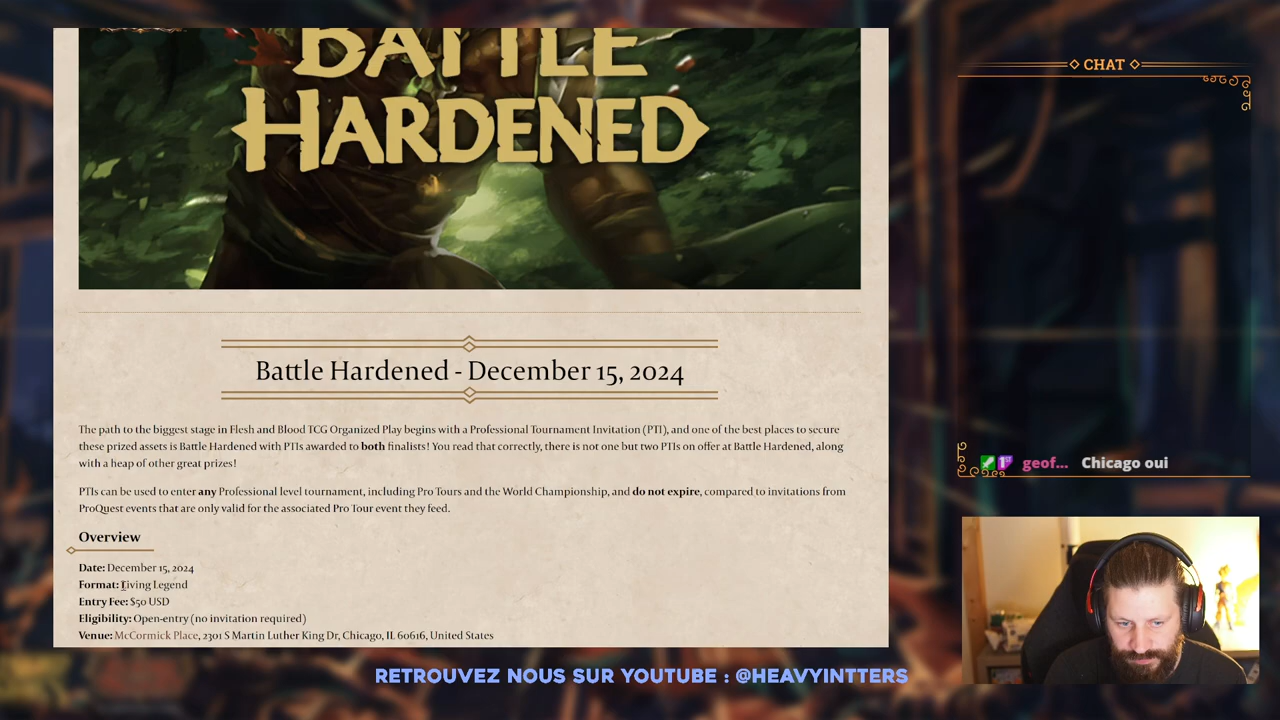 BATTLE
HARDENED
Battle Hardened - December 15, 2024
The path to the biggest stage in Flesh and Blood TCG Organized Play begins with a Professional Tournament Invitation (PTI), and one of the best places to secure
these prized assets is Battle Hardened with PTIs awarded to both finalists! You read that correctly, there is not one but two PTIs on offer at Battle Hardened, along
with a heap of other great prizes!
PTIs can be used to enter any Professional level tournament, including Pro Tours and the World Championship, and do not expire, compared to invitations from
ProQuest events that are only valid for the associated Pro Tour event they feed.
Overview
Date: December 15, 2024
Format: Living Legend
Entry Fee: $50 USD
Eligibility: Open-entry (no invitation required)
Venue: McCormick Place, 2301 S Martin Luther King Dr, Chicago, IL 60616, United States
CHAT
geof... Chicago oui
RETROUVEZ NOUS SUR YOUTUBE : @HEAVYINTTERS